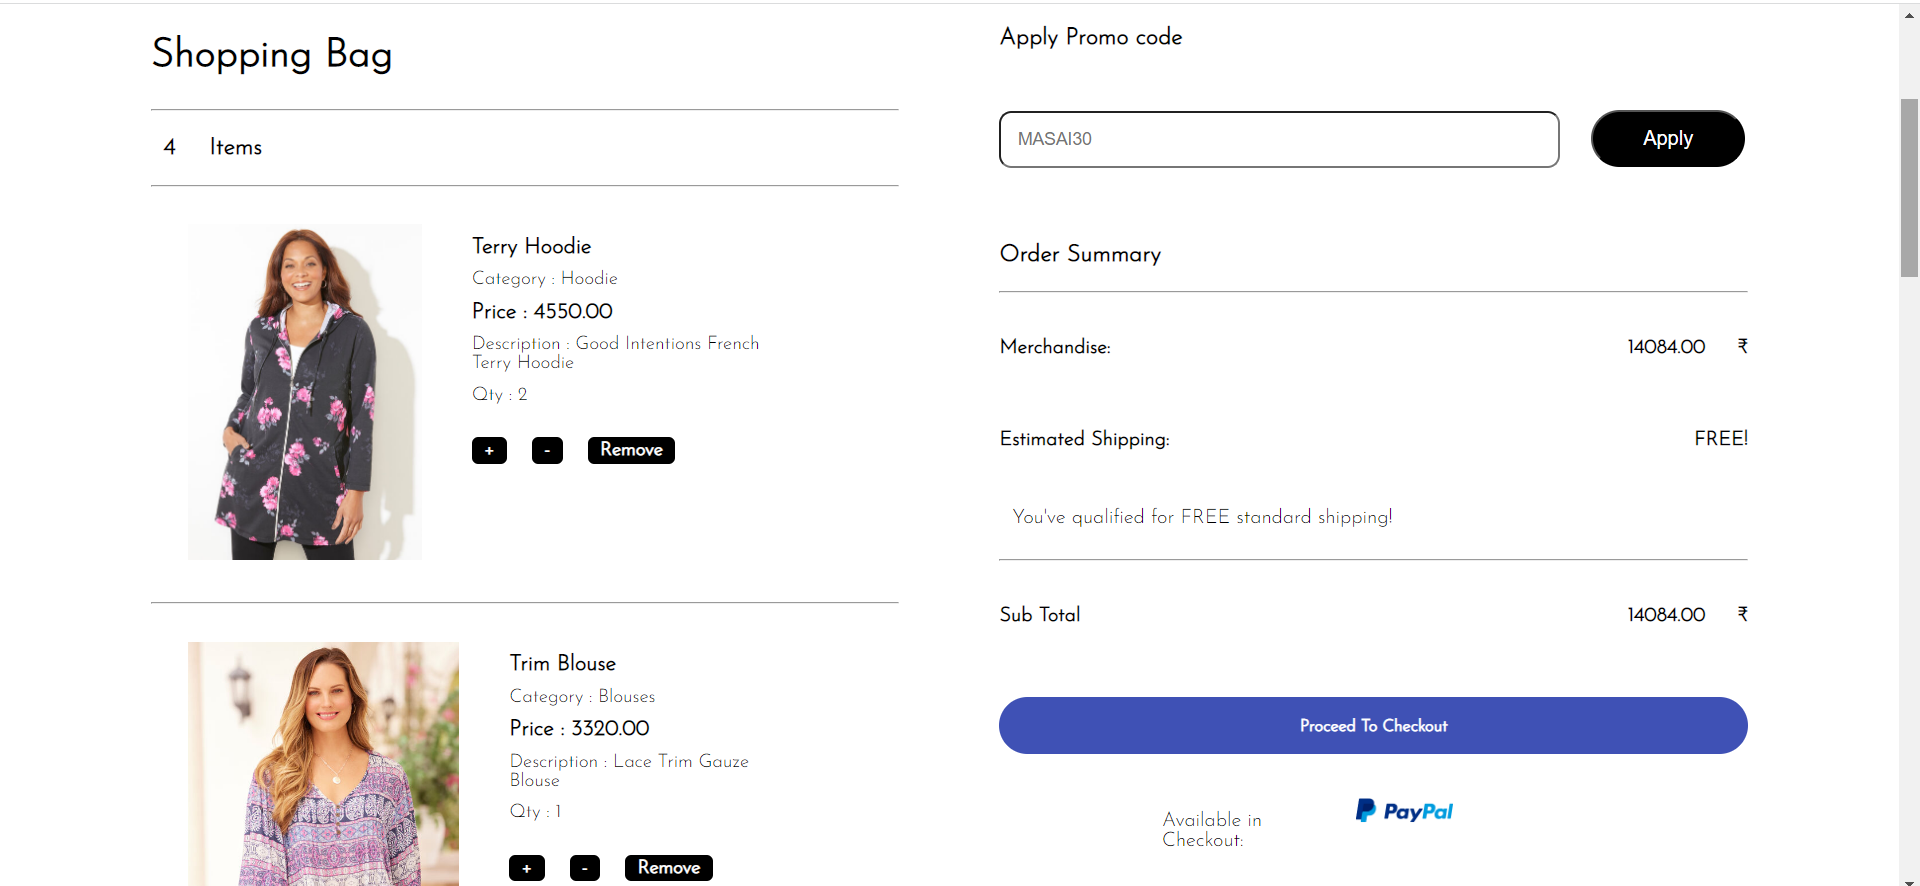 Shopping Bag
4 Items
Terry Hoodie
Category : Hoodie
Price : 4550.00
Description : Good Intentions French
Terry Hoodie
Qty : 2
+ - Remove
Trim Blouse
Category : Blouses
Price : 3320.00
Description : Lace Trim Gauze
Blouse
Qty : 1
+ - Remove
Apply Promo code
MASAI30
Apply
Order Summary
Merchandise: 14084.00 ₹
Estimated Shipping: FREE!
You've qualified for FREE standard shipping!
Sub Total 14084.00 ₹
Proceed To Checkout
Available in
Checkout:
PayPal